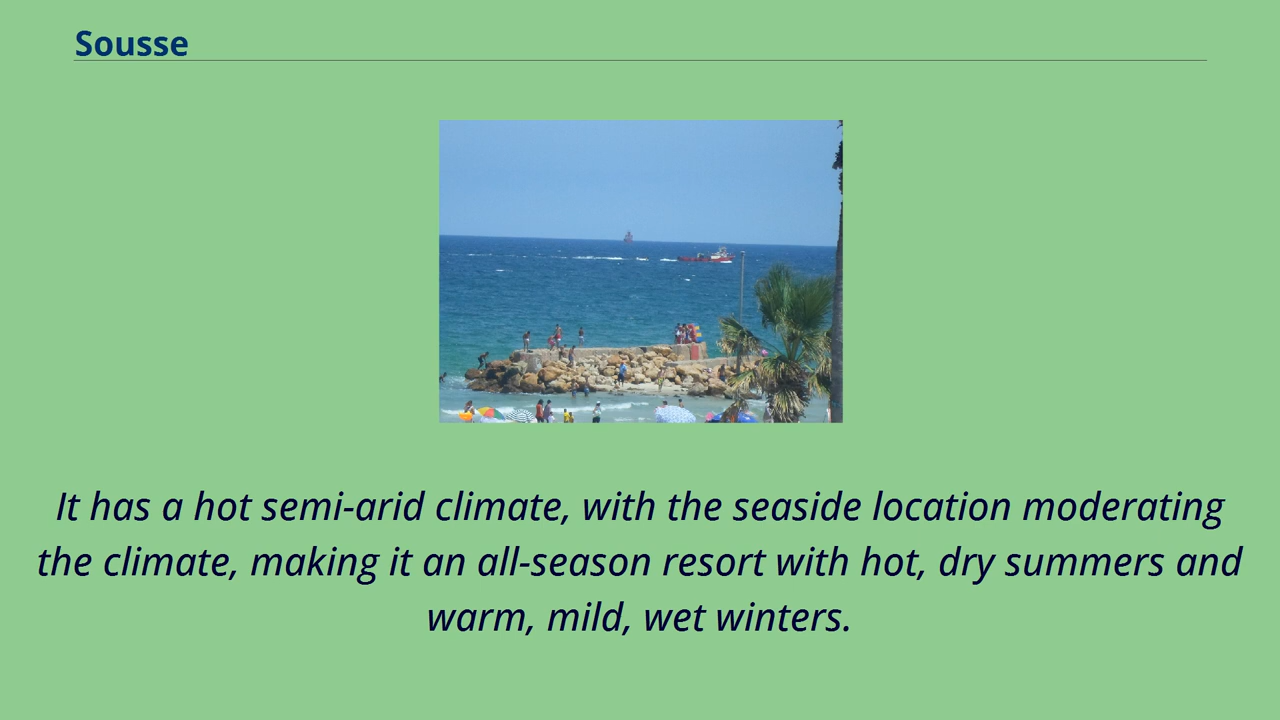 Sousse
It has a hot semi-arid climate, with the seaside location moderating
the climate, making it an all-season resort with hot, dry summers and
warm, mild, wet winters.